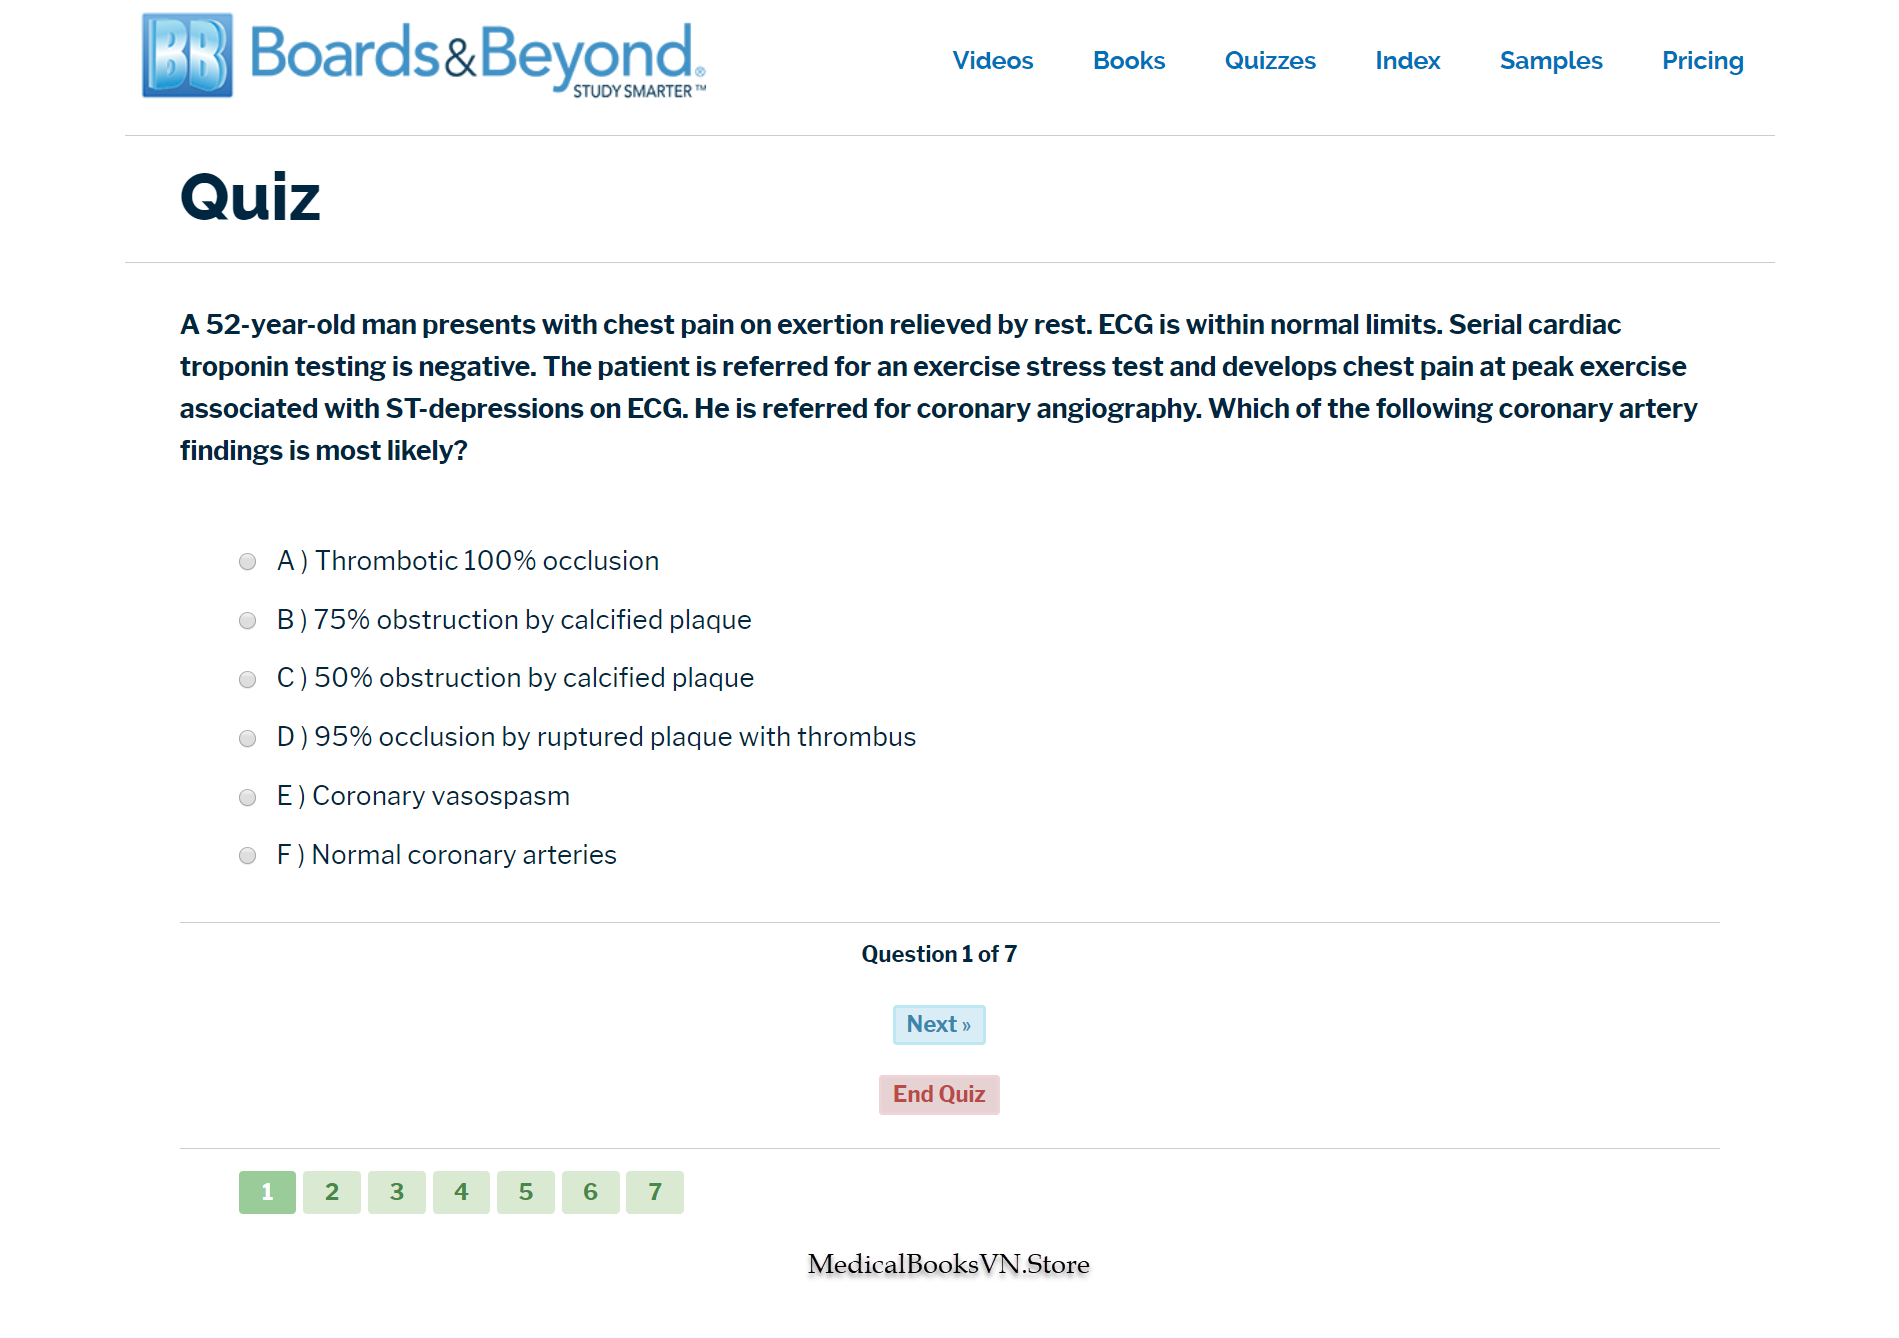 BB Boards&Beyond®
STUDY SMARTER™
Videos Books Quizzes Index Samples Pricing
Quiz
A 52-year-old man presents with chest pain on exertion relieved by rest. ECG is within normal limits. Serial cardiac
troponin testing is negative. The patient is referred for an exercise stress test and develops chest pain at peak exercise
associated with ST-depressions on ECG. He is referred for coronary angiography. Which of the following coronary artery
findings is most likely?
A ) Thrombotic 100% occlusion
B ) 75% obstruction by calcified plaque
C ) 50% obstruction by calcified plaque
D ) 95% occlusion by ruptured plaque with thrombus
E ) Coronary vasospasm
F ) Normal coronary arteries
Question 1 of 7
Next »
End Quiz
1 2 3 4 5 6 7
MedicalBooksVN.Store